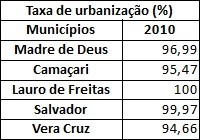 Taxa de urbanização (%)
Municípios 2010
Madre de Deus 96,99
Camaçari 95,47
Lauro de Freitas 100
Salvador 99,97
Vera Cruz 94,66